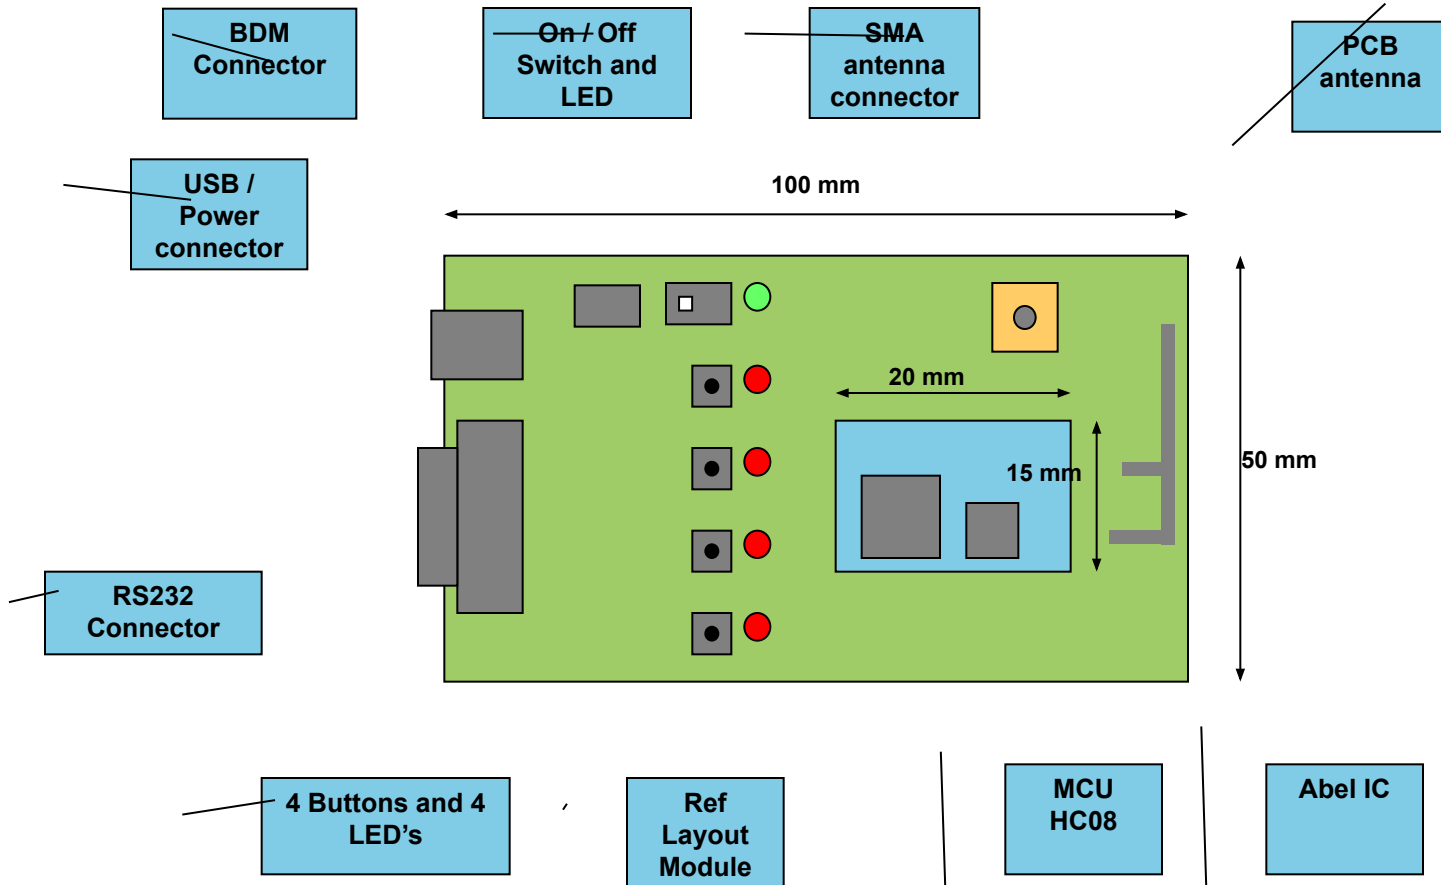 BDM
Connector
On / Off
Switch and
LED
SMA
antenna
connector
PCB
antenna
USB /
Power
connector
100 mm
20 mm
15 mm
50 mm
RS232
Connector
4 Buttons and 4
LED’s
Ref
Layout
Module
MCU
HC08
Abel IC